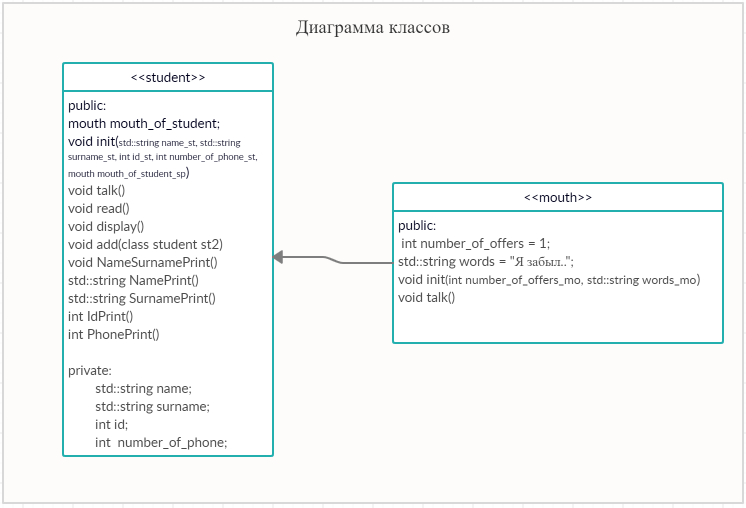 Диаграмма классов
<<student>>
public:
mouth mouth_of_student;
void init(std::string name_st, std::string
surname_st, int id_st, int number_of_phone_st,
mouth mouth_of_student_sp)
void talk()
void read()
void display()
void add(class student st2)
void NameSurnamePrint()
std::string NamePrint()
std::string SurnamePrint()
int IdPrint()
int PhonePrint()
private:
std::string name;
std::string surname;
int id;
int number_of_phone;
<<mouth>>
public:
int number_of_offers = 1;
std::string words = "Я забыл..";
void init(int number_of_offers_mo, std::string words_mo)
void talk()